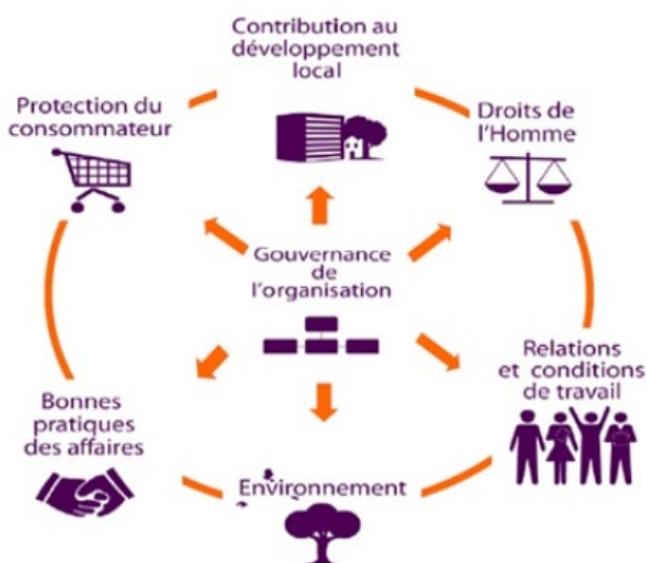 Contribution au
développement
local
Protection du
consommateur
Droits de
l'Homme
Gouvernance
de
l'organisation
Relations
et conditions
de travail
Bonnes
pratiques
des affaires
Environnement